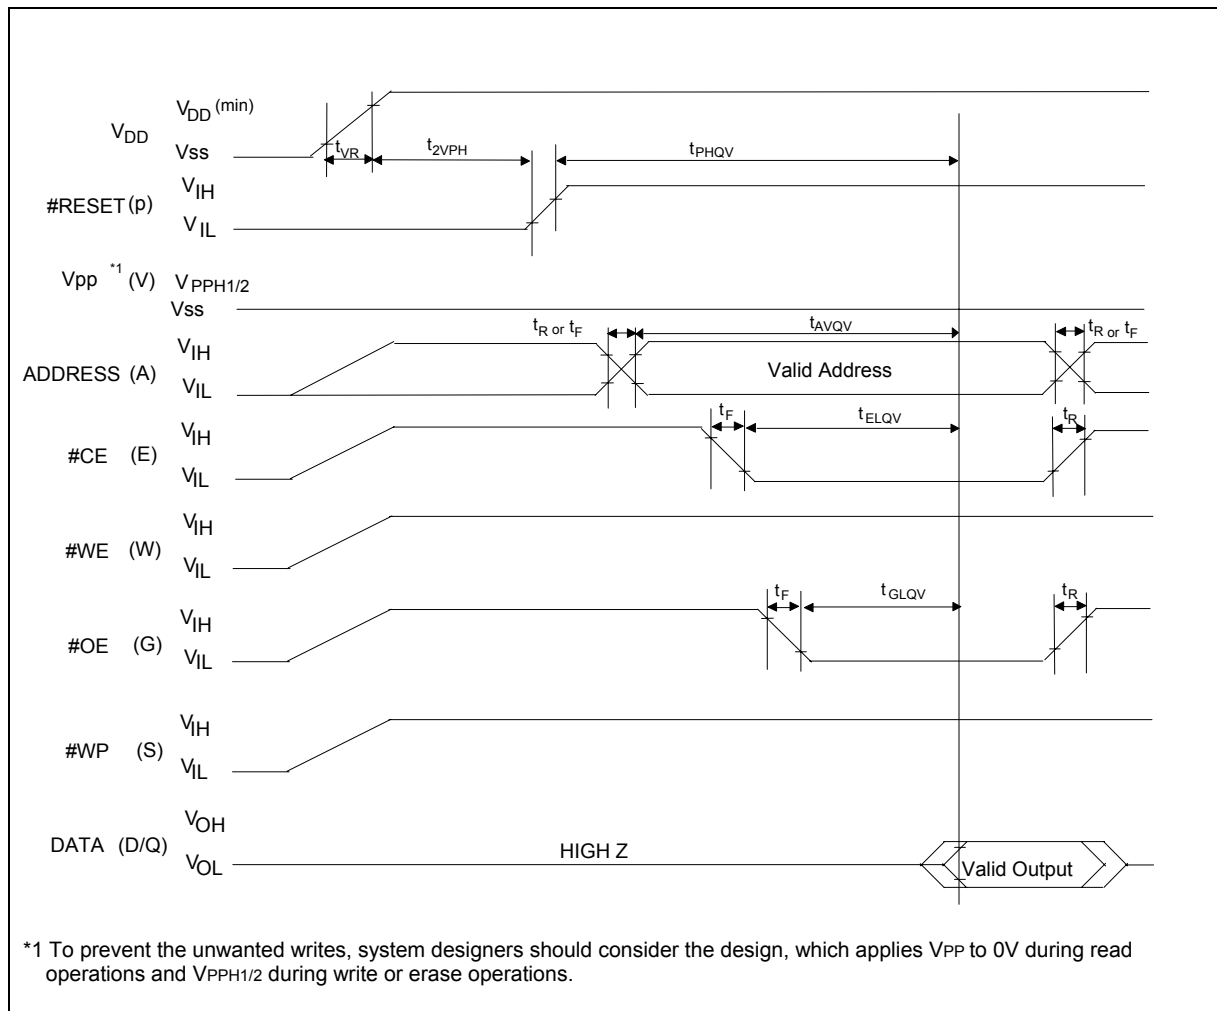 VDD (min)
VDD
Vss
tVR
t2VPH
tPHQV
VIH
#RESET(p)
VIL
Vpp *1 (V) VPPH1/2
Vss
tR or tF
tAVQV
tR or tF
VIH
ADDRESS (A)
Valid Address
VIL
tF
tELQV
tR
VIH
#CE (E)
VIL
VIH
#WE (W)
VIL
tF
tGLQV
tR
VIH
#OE (G)
VIL
VIH
#WP (S)
VIL
VOH
DATA (D/Q)
HIGH Z
VOL
Valid Output
*1 To prevent the unwanted writes, system designers should consider the design, which applies VPP to 0V during read
operations and VPPH1/2 during write or erase operations.